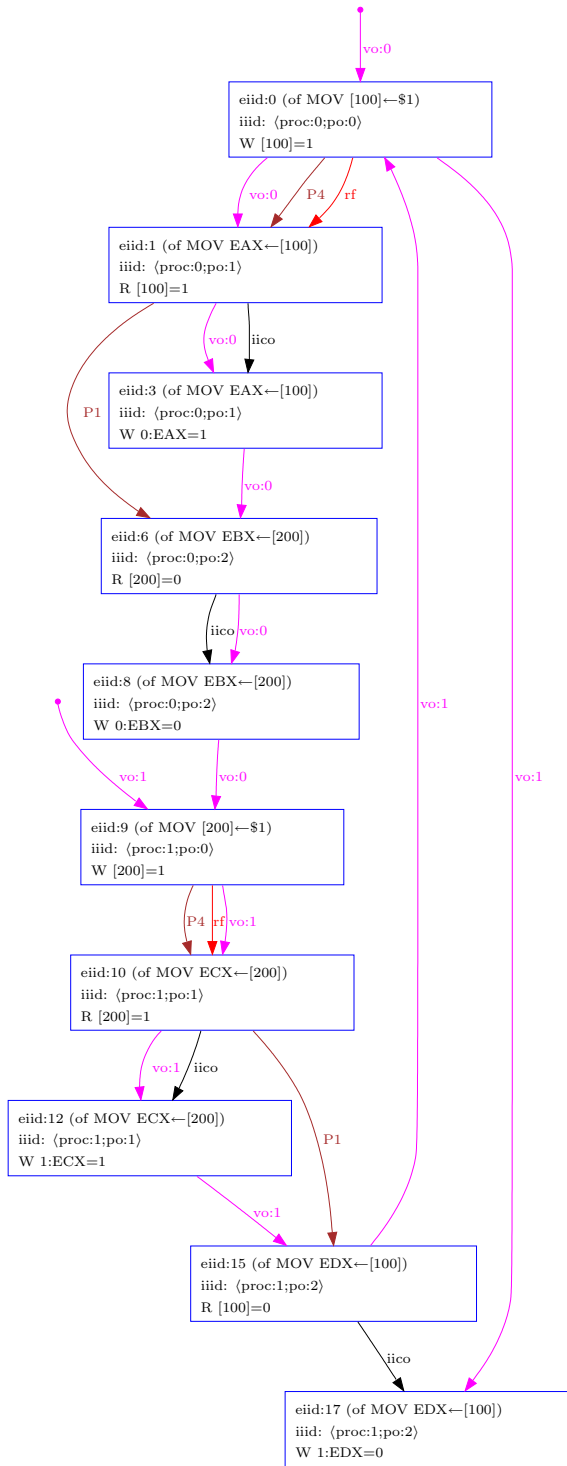 vo:0
eiid:0 (of MOV [100]←$1)
iiid: ⟨proc:0;po:0⟩
W [100]=1
vo:0
P4
rf
eiid:1 (of MOV EAX←[100])
iiid: ⟨proc:0;po:1⟩
R [100]=1
vo:0
iico
eiid:3 (of MOV EAX←[100])
iiid: ⟨proc:0;po:1⟩
W 0:EAX=1
P1
vo:0
eiid:6 (of MOV EBX←[200])
iiid: ⟨proc:0;po:2⟩
R [200]=0
iico
vo:0
eiid:8 (of MOV EBX←[200])
iiid: ⟨proc:0;po:2⟩
W 0:EBX=0
vo:1
vo:1
vo:1
vo:0
eiid:9 (of MOV [200]←$1)
iiid: ⟨proc:1;po:0⟩
W [200]=1
P4
rf
vo:1
eiid:10 (of MOV ECX←[200])
iiid: ⟨proc:1;po:1⟩
R [200]=1
vo:1
iico
eiid:12 (of MOV ECX←[200])
iiid: ⟨proc:1;po:1⟩
W 1:ECX=1
P1
vo:1
eiid:15 (of MOV EDX←[100])
iiid: ⟨proc:1;po:2⟩
R [100]=0
iico
eiid:17 (of MOV EDX←[100])
iiid: ⟨proc:1;po:2⟩
W 1:EDX=0